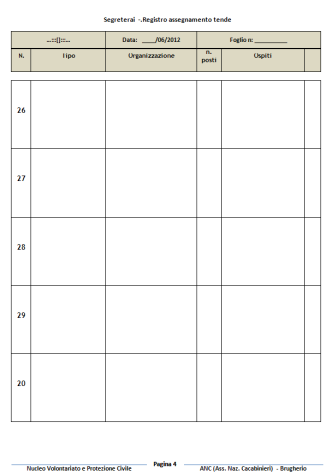 Segreterai -.Registro assegnamento tende
...::[]::... Data: ____/06/2012 Foglio n: __________
N. Tipo Organizzazione n. posti Ospiti
26
27
28
29
20
Pagina 4
Nucleo Volontariato e Protezione Civile ANC (Ass. Naz. Cacabinieri) - Brugherio